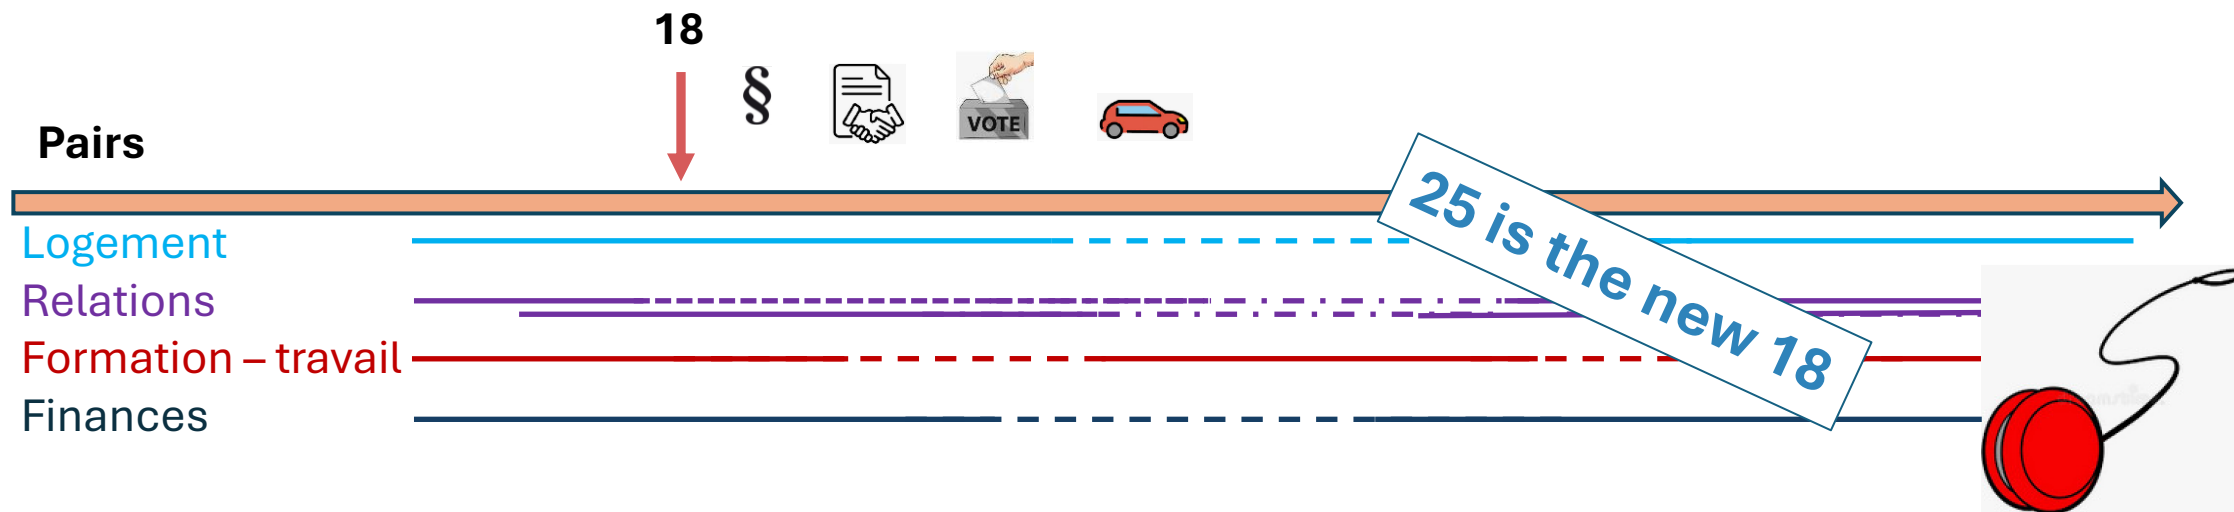 18
§
VOTE
Pairs
25 is the new 18
Logement
Relations
Formation – travail
Finances